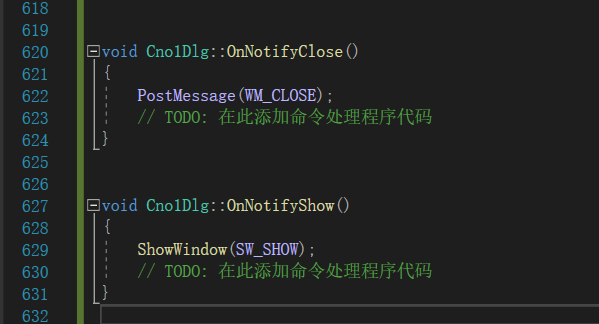 618
619
620 void Cno1Dlg::OnNotifyClose()
621 {
622 PostMessage(WM_CLOSE);
623 // TODO: 在此添加命令处理程序代码
624 }
625
626
627 void Cno1Dlg::OnNotifyShow()
628 {
629 ShowWindow(SW_SHOW);
630 // TODO: 在此添加命令处理程序代码
631 }
632